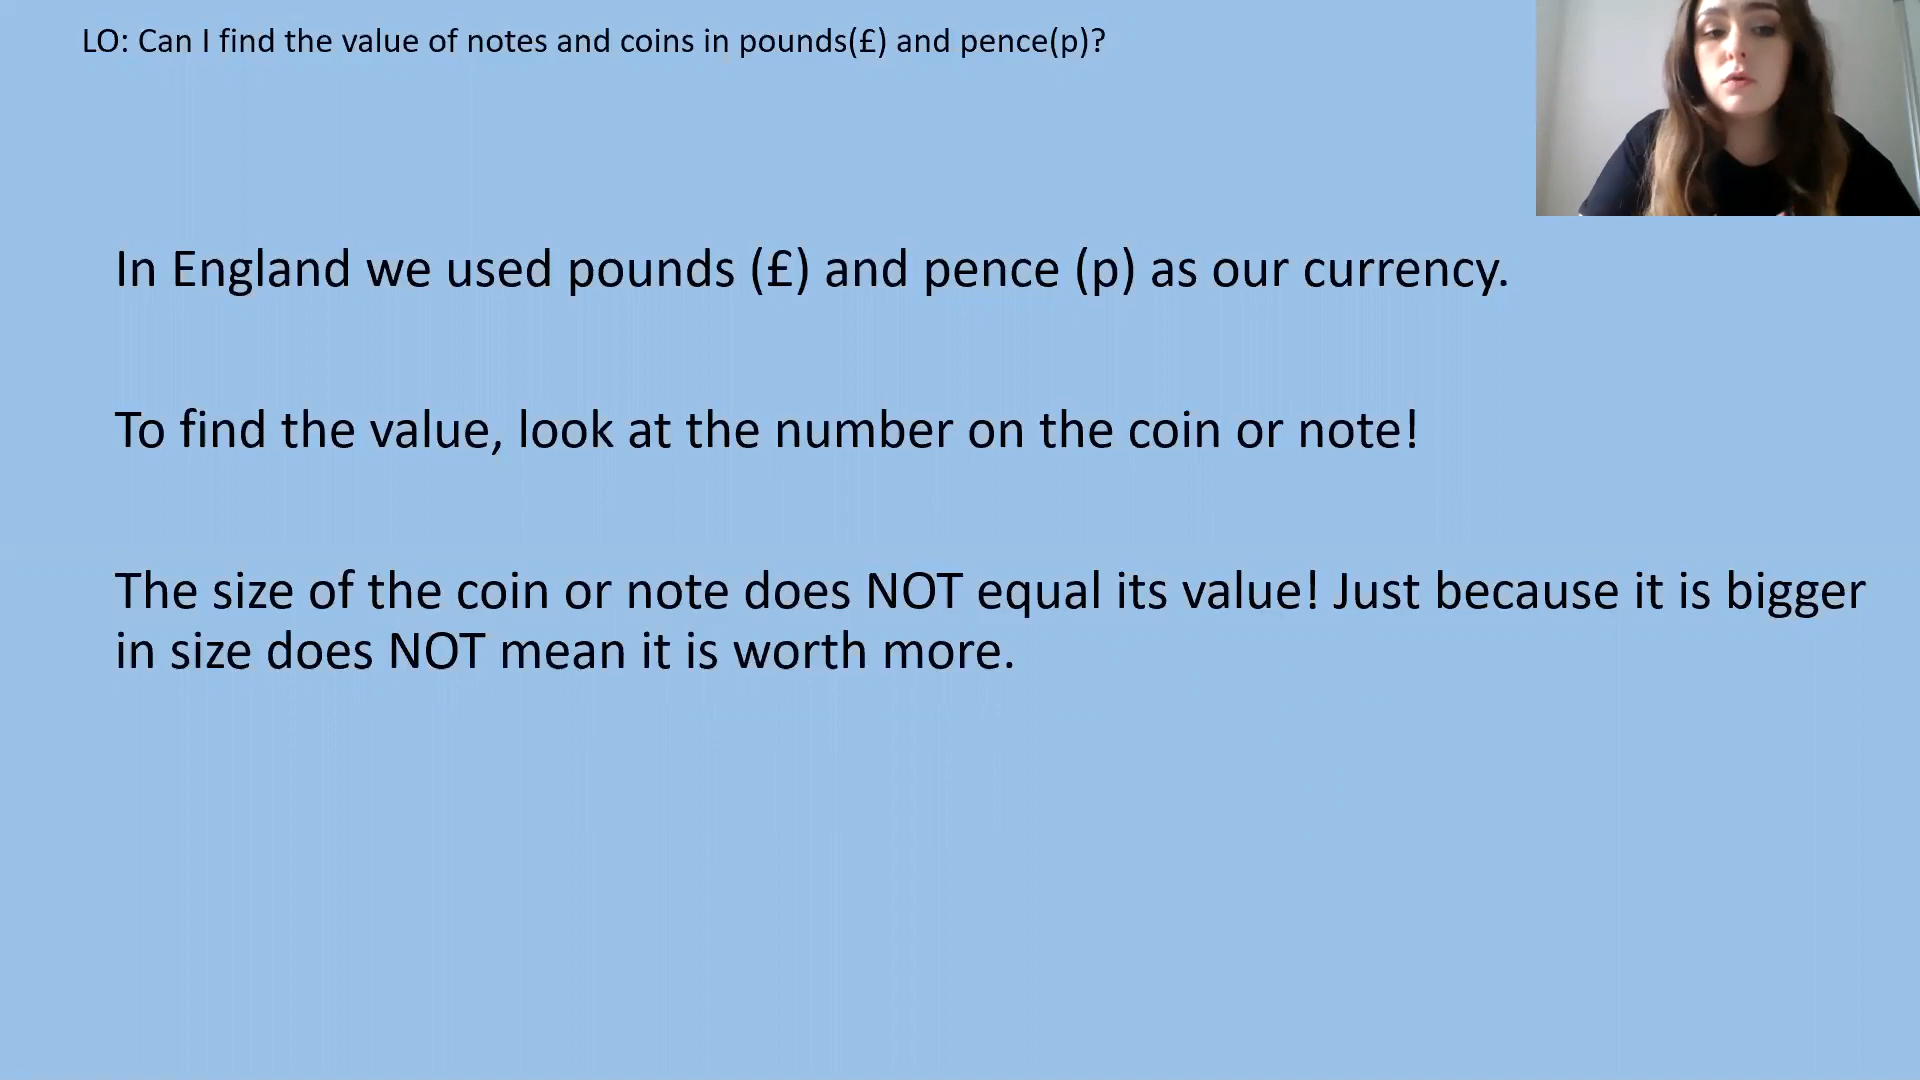 LO: Can I find the value of notes and coins in pounds(£) and pence(p)?
In England we used pounds (£) and pence (p) as our currency.
To find the value, look at the number on the coin or note!
The size of the coin or note does NOT equal its value! Just because it is bigger
in size does NOT mean it is worth more.